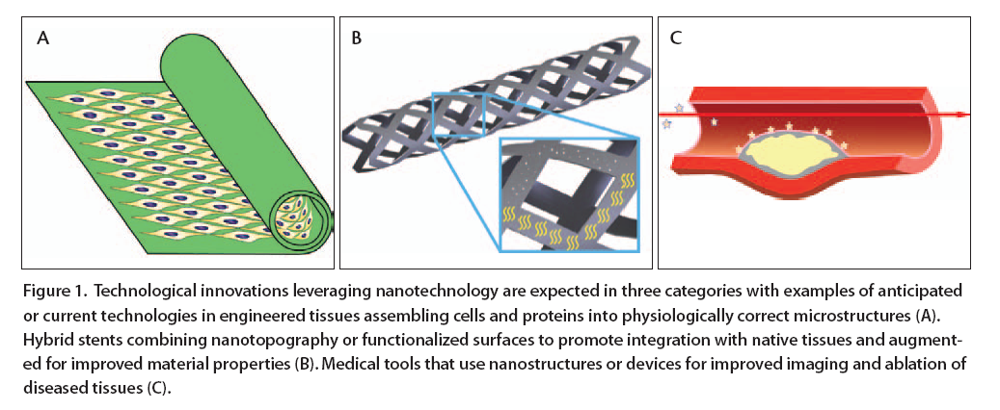 A
B
C
Figure 1. Technological innovations leveraging nanotechnology are expected in three categories with examples of anticipated
or current technologies in engineered tissues assembling cells and proteins into physiologically correct microstructures (A).
Hybrid stents combining nanotopography or functionalized surfaces to promote integration with native tissues and augment-
ed for improved material properties (B). Medical tools that use nanostructures or devices for improved imaging and ablation of
diseased tissues (C).